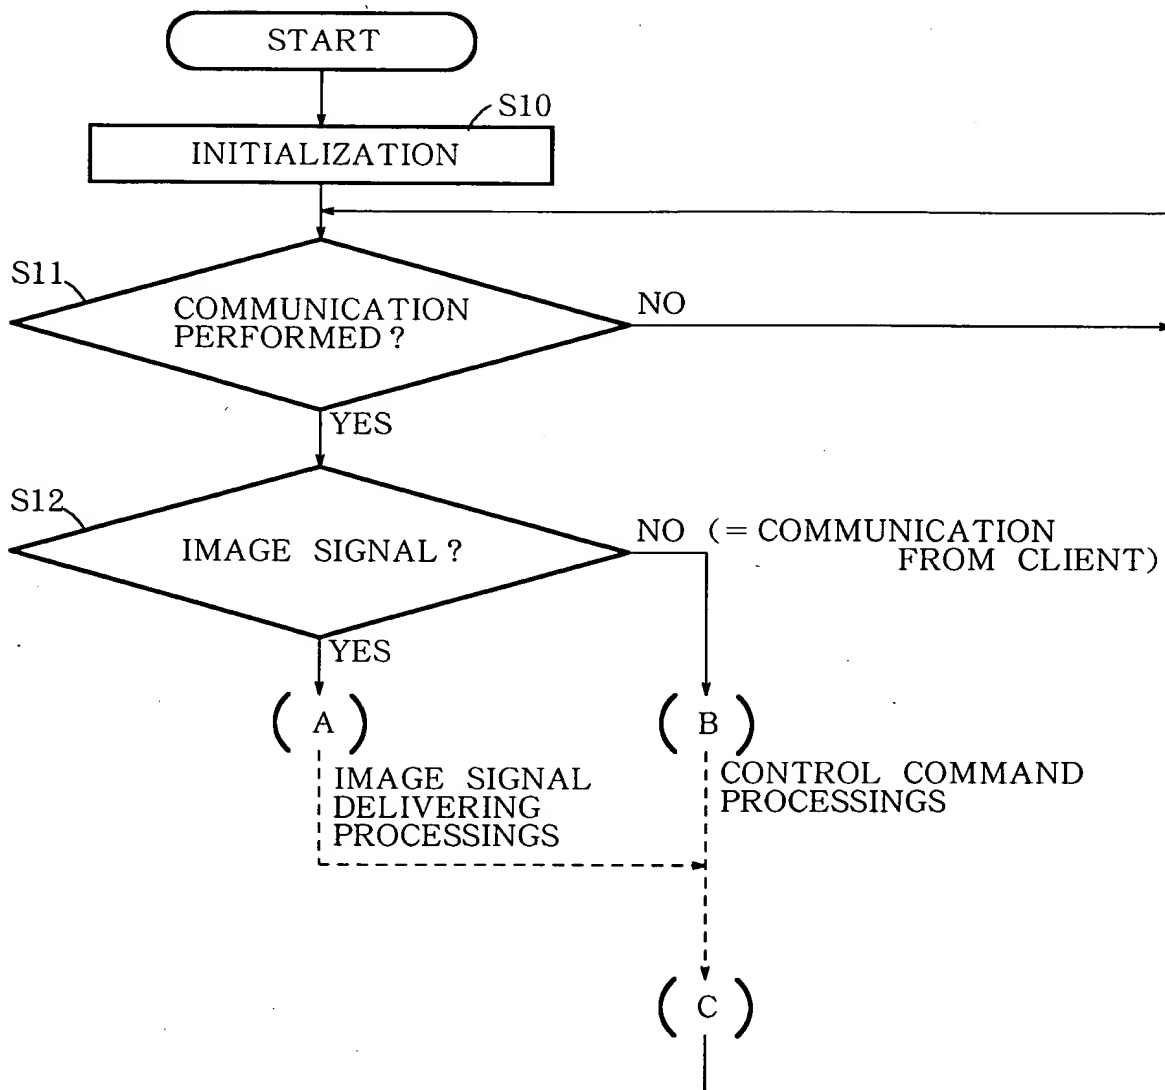 START
S10
INITIALIZATION
S11
COMMUNICATION
PERFORMED?
NO
YES
S12
IMAGE SIGNAL?
NO (=COMMUNICATION
FROM CLIENT)
YES
(A)
(B)
IMAGE SIGNAL
DELIVERING
PROCESSINGS
CONTROL COMMAND
PROCESSINGS
(C)